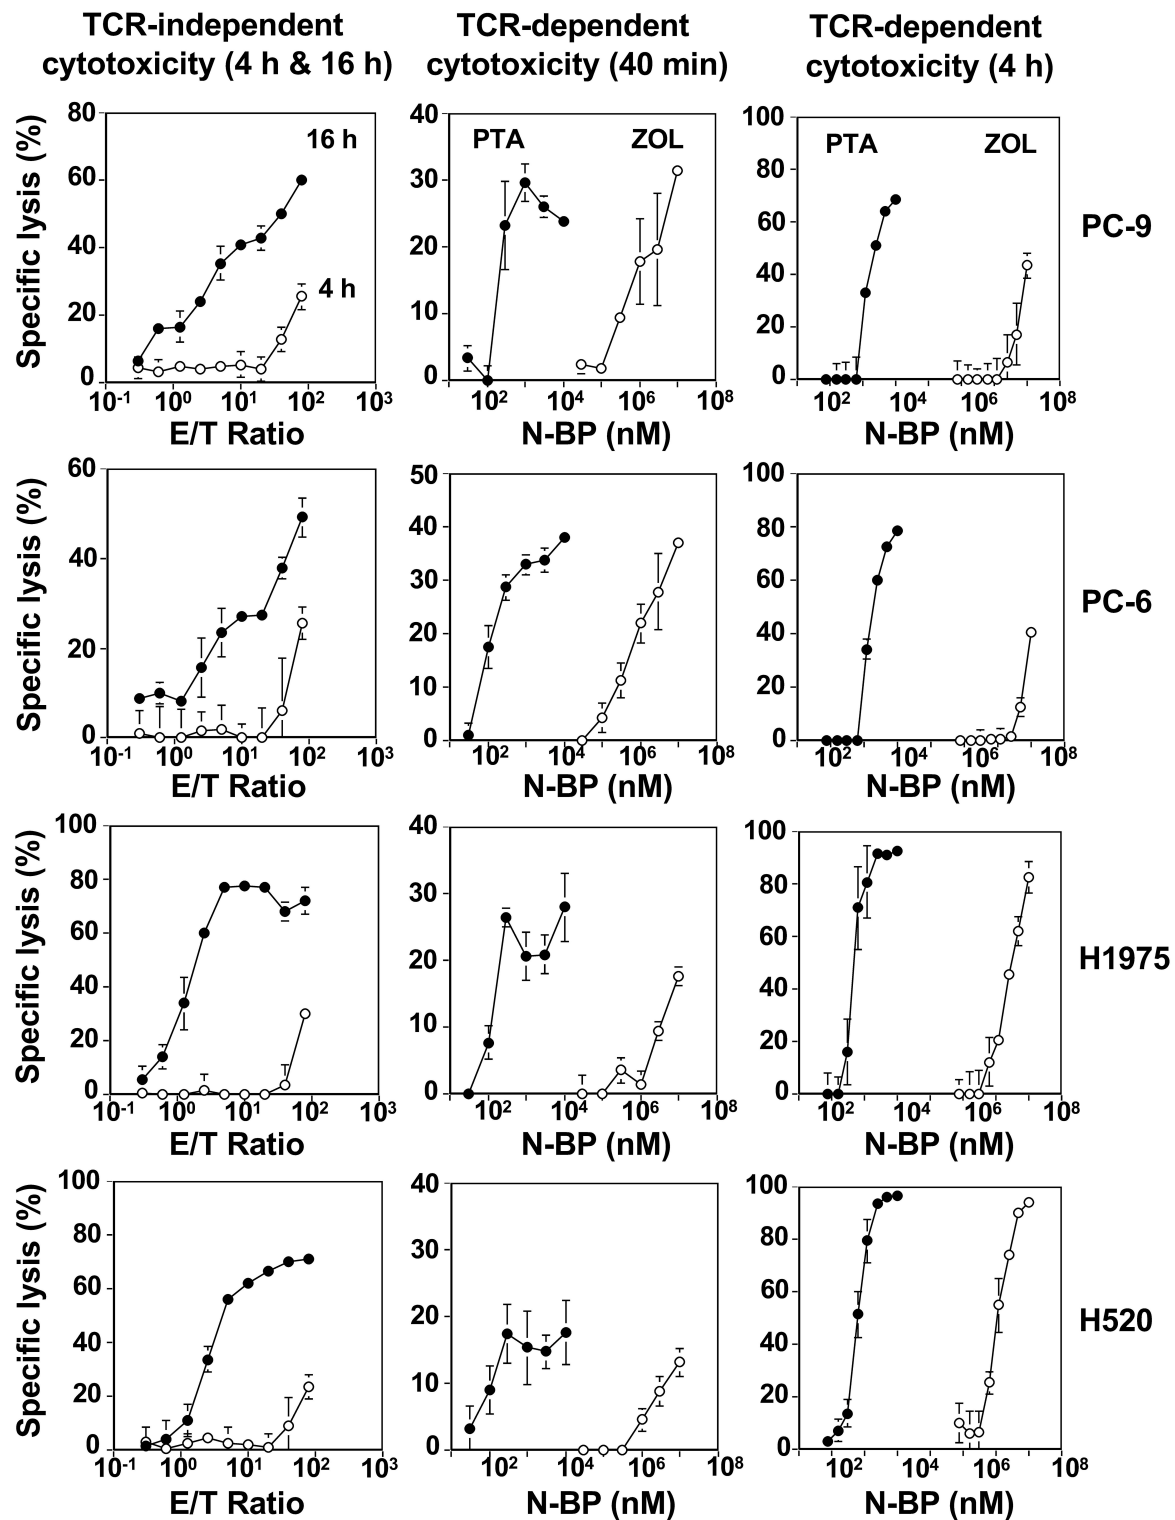 TCR-independent
cytotoxicity (4 h & 16 h)
TCR-dependent
cytotoxicity (40 min)
TCR-dependent
cytotoxicity (4 h)
Specific lysis (%)
80
60
40
20
0
16 h
4 h
10-1 100 101 102 103
E/T Ratio
40
30
20
10
0
PTA ZOL
102 104 106 108
N-BP (nM)
100
80
60
40
20
0
PTA ZOL
102 104 106 108
N-BP (nM)
PC-9
Specific lysis (%)
60
40
20
0
10-1 100 101 102 103
E/T Ratio
50
40
30
20
10
0
102 104 106 108
N-BP (nM)
100
80
60
40
20
0
102 104 106 108
N-BP (nM)
PC-6
Specific lysis (%)
100
80
60
40
20
0
10-1 100 101 102 103
E/T Ratio
40
30
20
10
0
102 104 106 108
N-BP (nM)
100
80
60
40
20
0
102 104 106 108
N-BP (nM)
H1975
Specific lysis (%)
100
80
60
40
20
0
10-1 100 101 102 103
E/T Ratio
40
30
20
10
0
102 104 106 108
N-BP (nM)
100
80
60
40
20
0
102 104 106 108
N-BP (nM)
H520